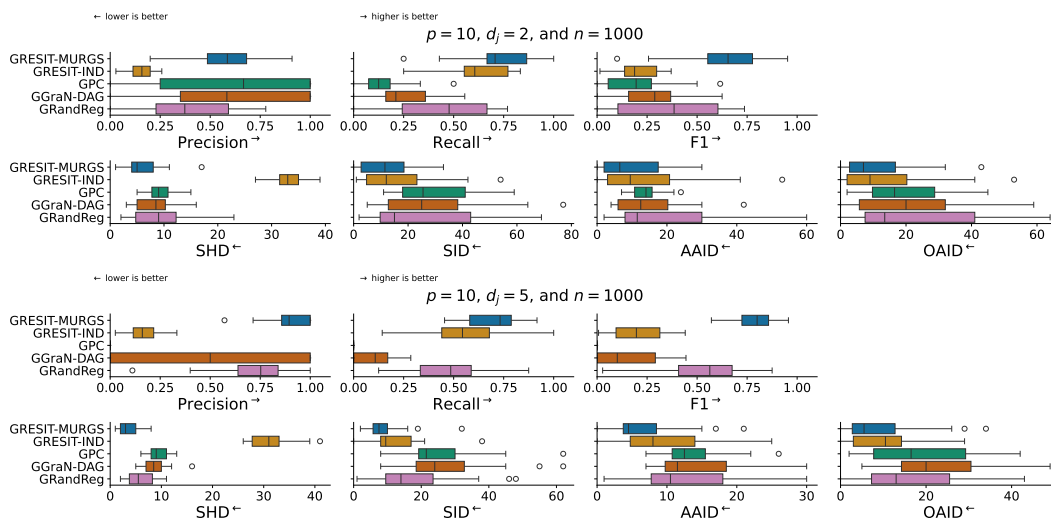 ← lower is better
→ higher is better
p = 10, d_j = 2, and n = 1000
GRESIT-MURGS
GRESIT-IND
GPC
GGraN-DAG
GRandReg
0.00 0.25 0.50 0.75 1.00
0.00 0.25 0.50 0.75 1.00
0.00 0.25 0.50 0.75 1.00
Precision→
Recall→
F1→
GRESIT-MURGS
GRESIT-IND
GPC
GGraN-DAG
GRandReg
0 10 20 30 40
0 20 40 60 80
0 20 40 60
0 20 40 60
SHD←
SID←
AAID←
OAID←
← lower is better
→ higher is better
p = 10, d_j = 5, and n = 1000
GRESIT-MURGS
GRESIT-IND
GPC
GGraN-DAG
GRandReg
0.00 0.25 0.50 0.75 1.00
0.00 0.25 0.50 0.75 1.00
0.00 0.25 0.50 0.75 1.00
Precision→
Recall→
F1→
GRESIT-MURGS
GRESIT-IND
GPC
GGraN-DAG
GRandReg
0 10 20 30 40
0 20 40 60
0 10 20 30
0 20 40
SHD←
SID←
AAID←
OAID←